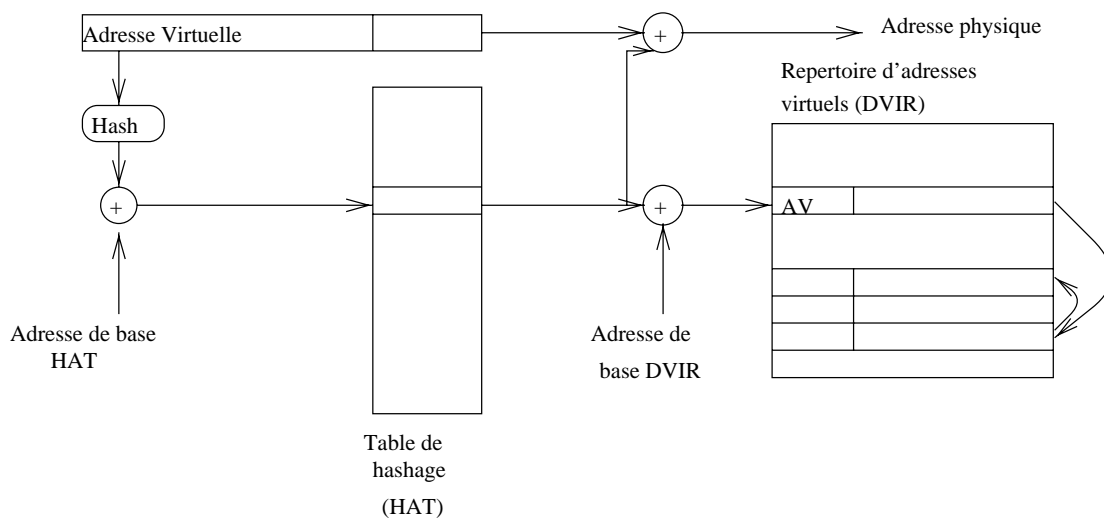 Adresse Virtuelle
+
Adresse physique
Repertoire d'adresses
virtuels (DVIR)
Hash
+
+
AV
Adresse de base
HAT
Adresse de
base DVIR
Table de
hashage
(HAT)